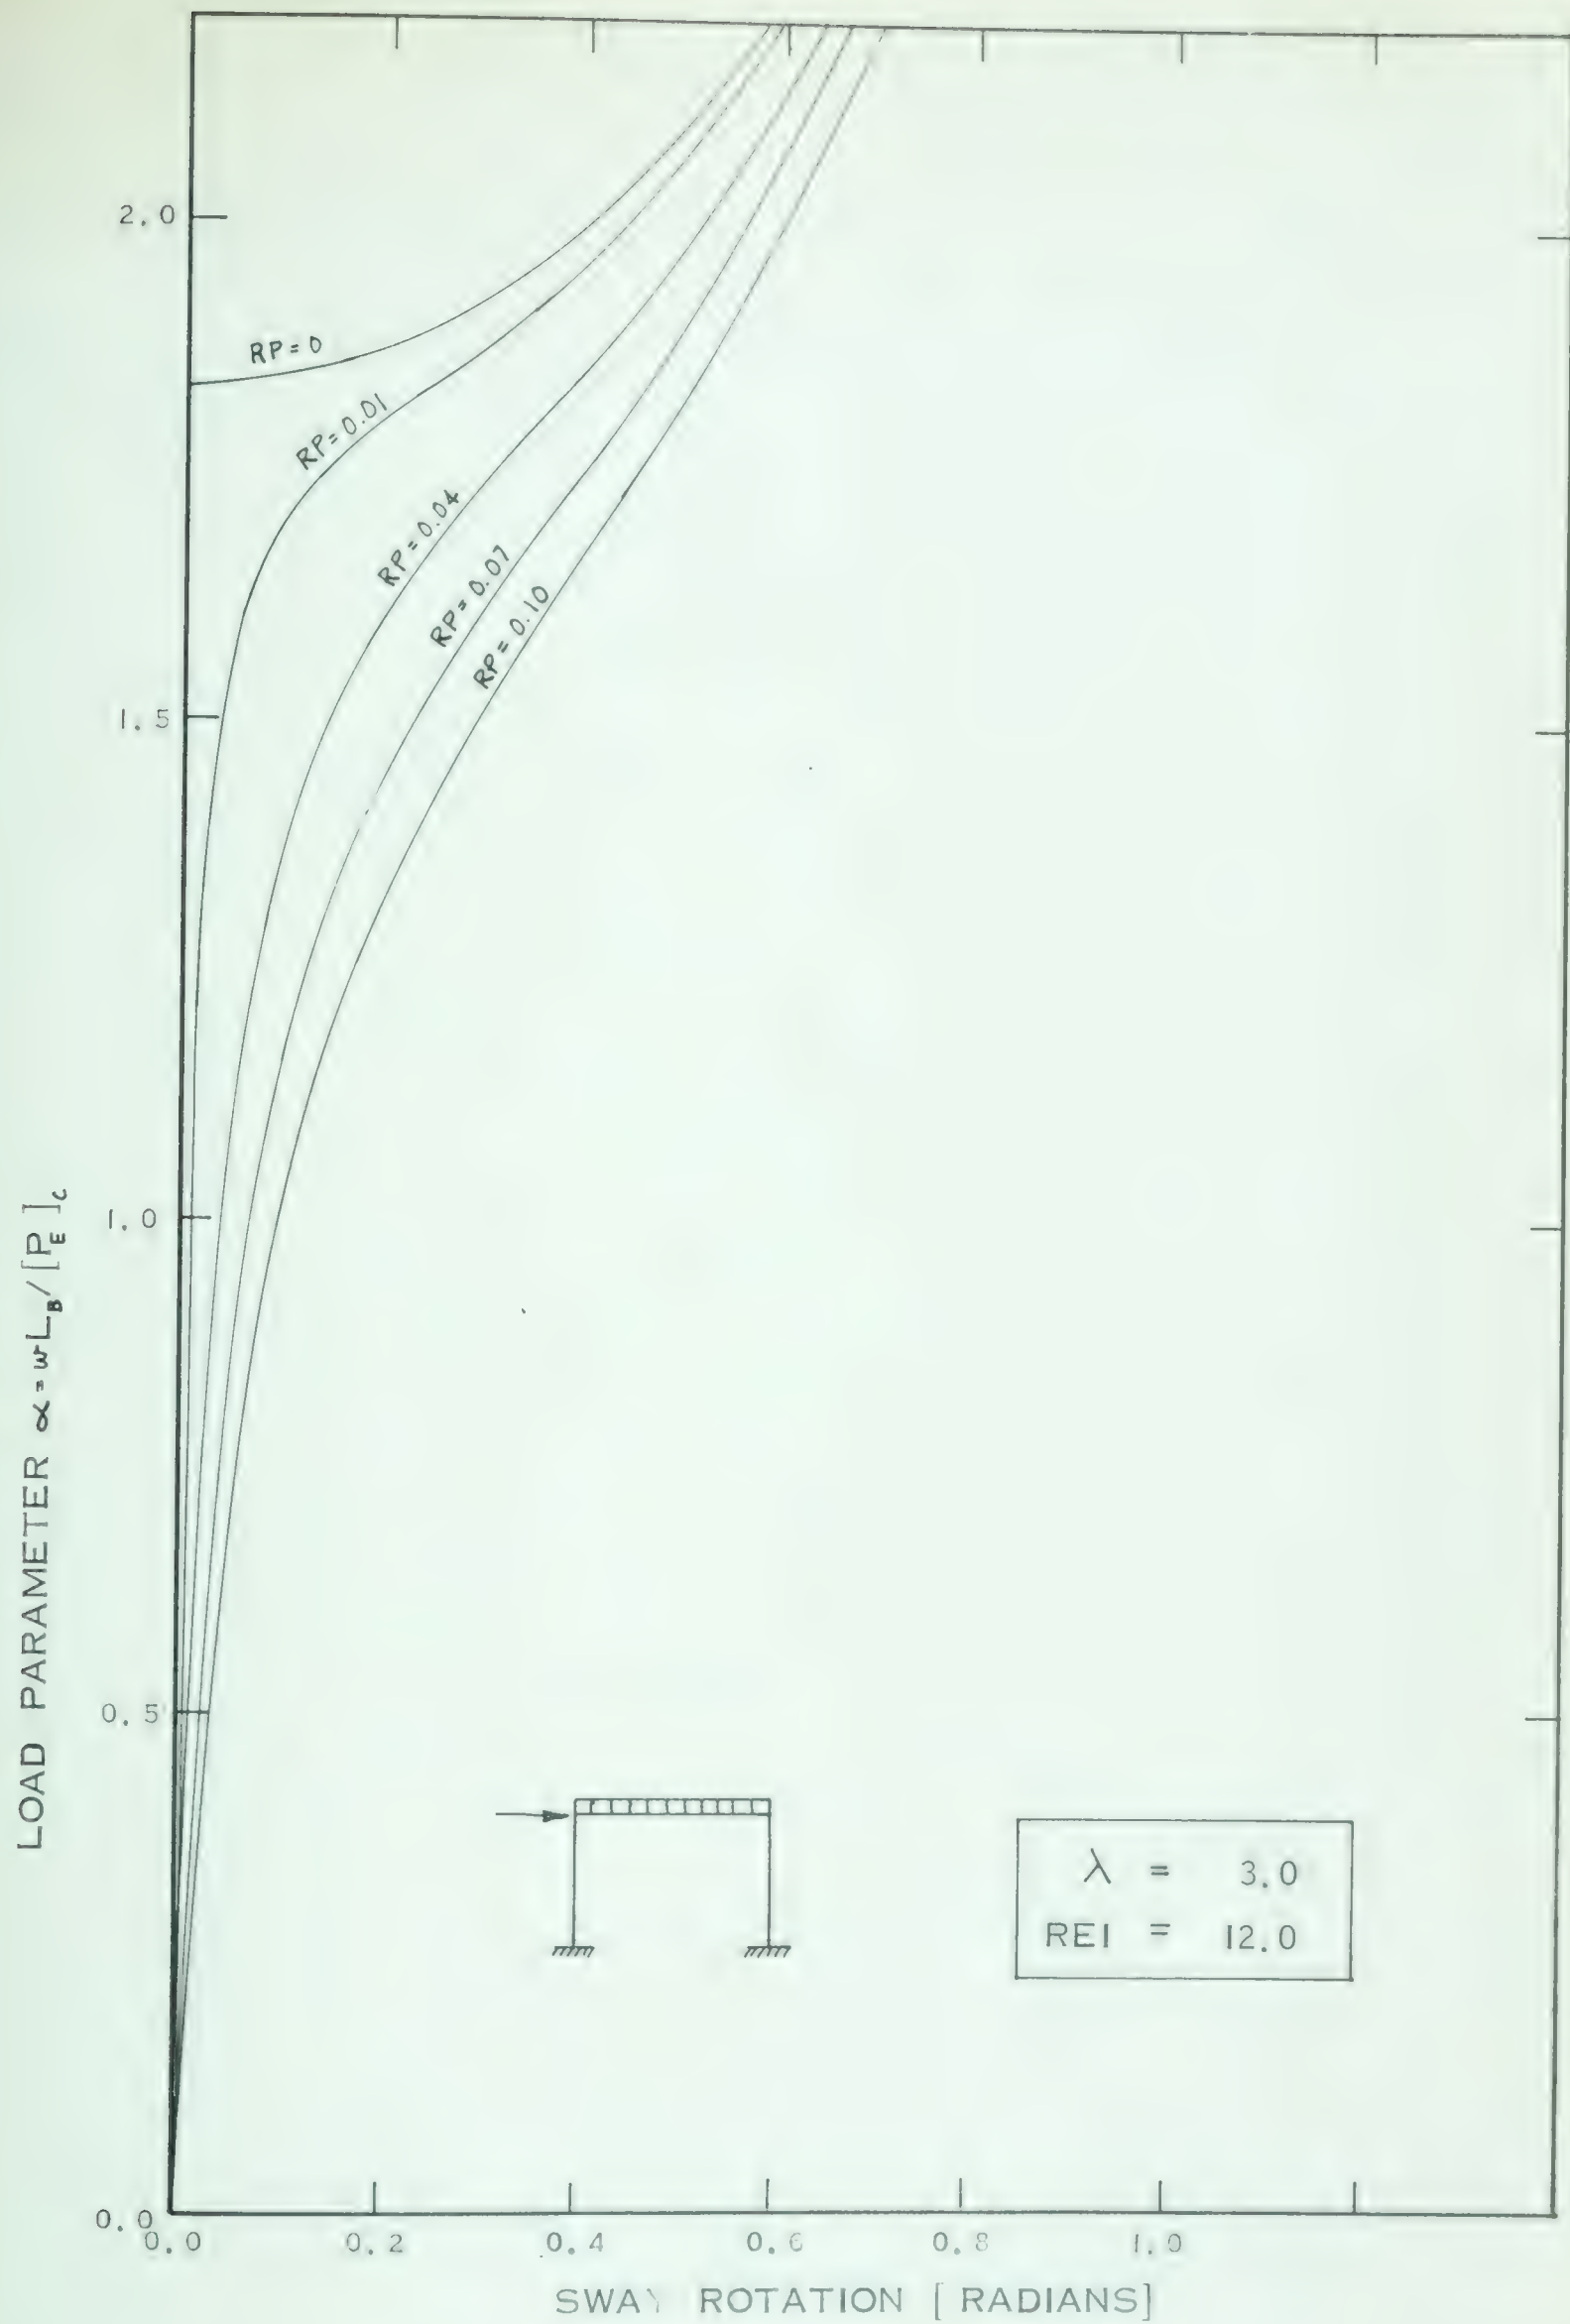 2.0
RP=0
RP=0.01
RP=0.04
RP=0.07
RP=0.10
1.5
1.0
0.5
0.0
LOAD PARAMETER ∝=wL_B/[P_E]_c
λ = 3.0
REI = 12.0
0.0 0.2 0.4 0.6 0.8 1.0
SWAY ROTATION [RADIANS]